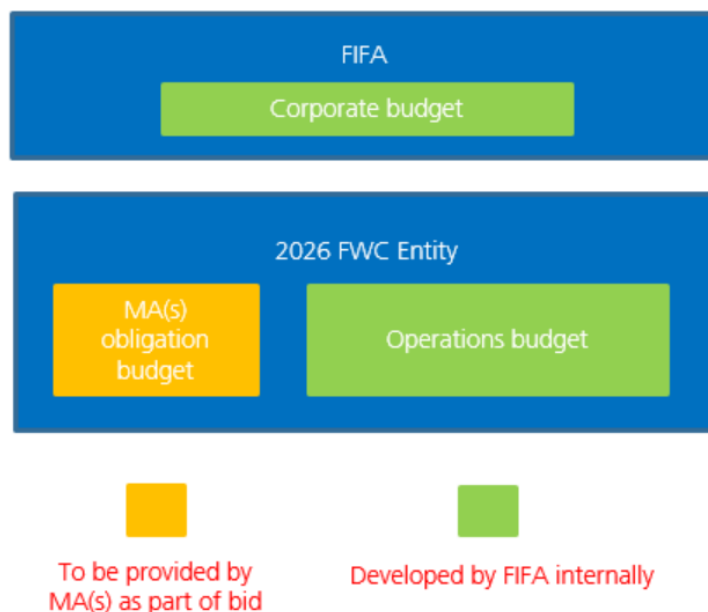 FIFA
Corporate budget
2026 FWC Entity
MA(s)
obligation
budget
Operations budget
To be provided by
MA(s) as part of bid
Developed by FIFA internally